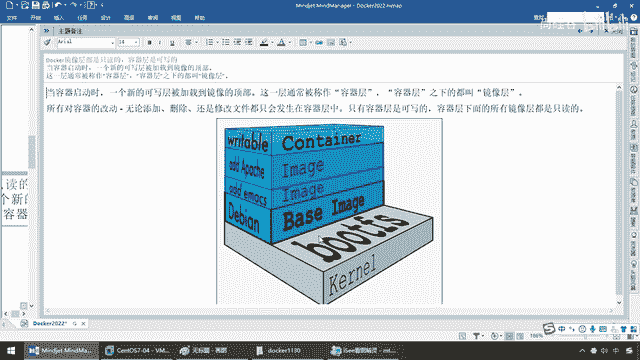 Mindjet MindManager - Docker2022.mmap
文件
主页
插入
设计
高级
审阅
视图
帮助
主题备注
Arial
14
Docker镜像层都是只读的，容器层是可写的
当容器启动时，一个新的可写层被加载到镜像的顶部。
这一层通常被称作“容器层”，“容器层”之下的都叫“镜像层”。
当容器启动时，一个新的可写层被加载到镜像的顶部。这一层通常被称作“容器层”，“容器层”之下的都叫“镜像层”。
所有对容器的改动 - 无论添加、删除、还是修改文件都只会发生在容器层中。只有容器层是可写的，容器层下面的所有镜像层都是只读的。
读的
个新的
容器
writable Container
add Apache Image
add emacs Image
Debian Base Image
bootfs
Kernel
Docker2022*
Mindjet MindMa...
CentOS7-04 - VM...
无标题 - 画图
docker1130